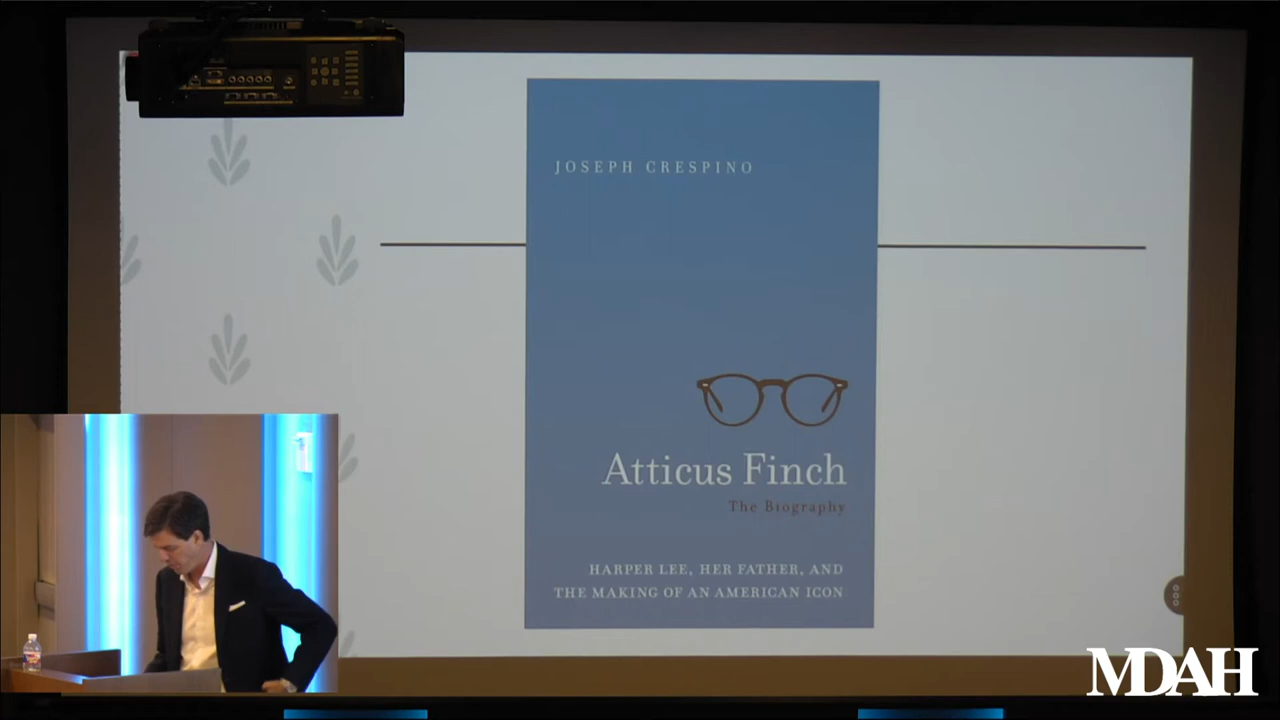 JOSEPH CRESPINO
Atticus Finch
The Biography
HARPER LEE, HER FATHER, AND
THE MAKING OF AN AMERICAN ICON
MDAH